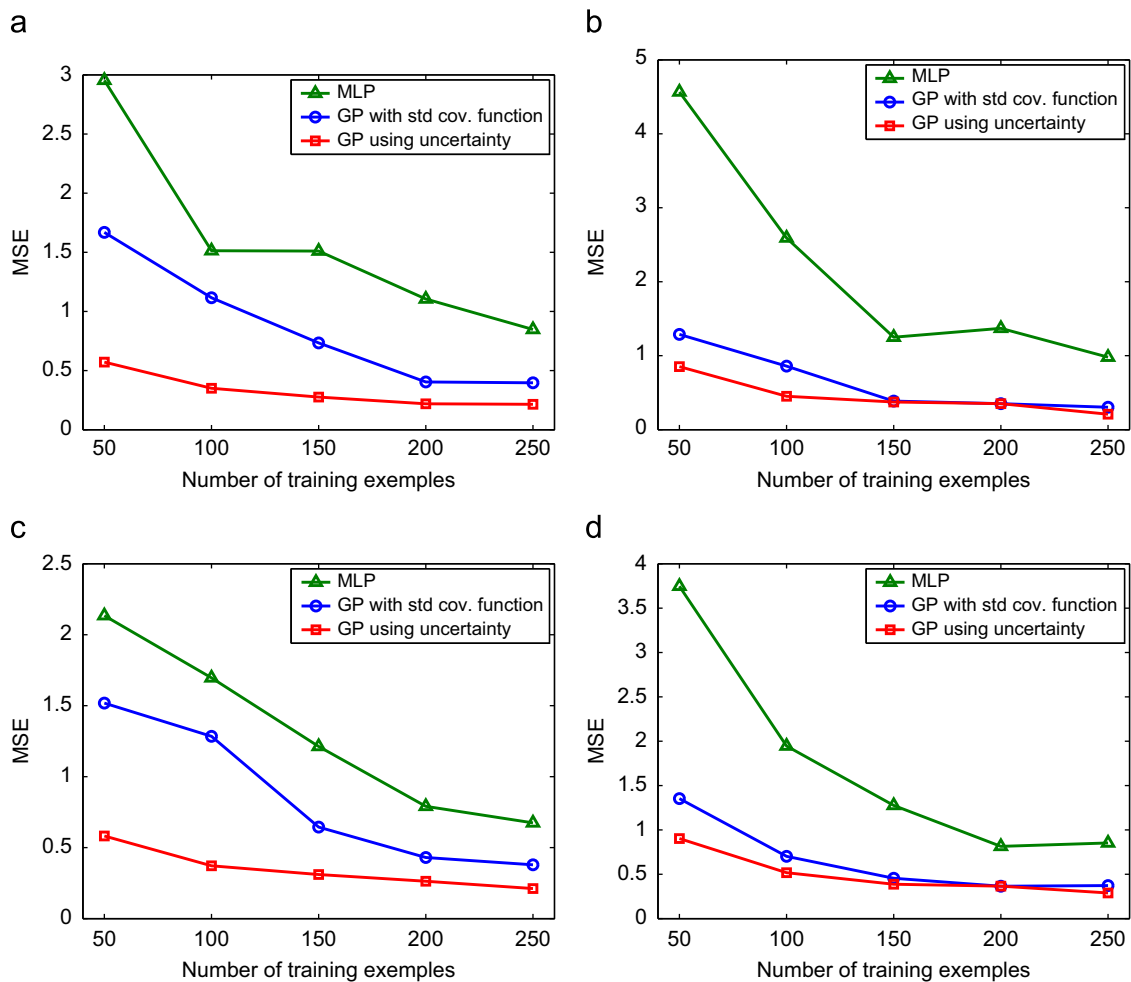 a
3
2.5
2
1.5
1
0.5
0
MSE
MLP
GP with std cov. function
GP using uncertainty
50 100 150 200 250
Number of training exemples
b
5
4
3
2
1
0
MSE
MLP
GP with std cov. function
GP using uncertainty
50 100 150 200 250
Number of training exemples
c
2.5
2
1.5
1
0.5
0
MSE
MLP
GP with std cov. function
GP using uncertainty
50 100 150 200 250
Number of training exemples
d
4
3.5
3
2.5
2
1.5
1
0.5
0
MSE
MLP
GP with std cov. function
GP using uncertainty
50 100 150 200 250
Number of training exemples